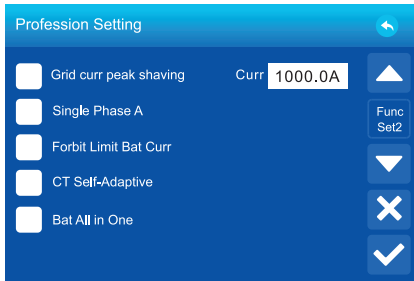 Profession Setting
Grid curr peak shaving Curr 1000.0A
Single Phase A
Func
Set2
Forbit Limit Bat Curr
CT Self-Adaptive
Bat All in One